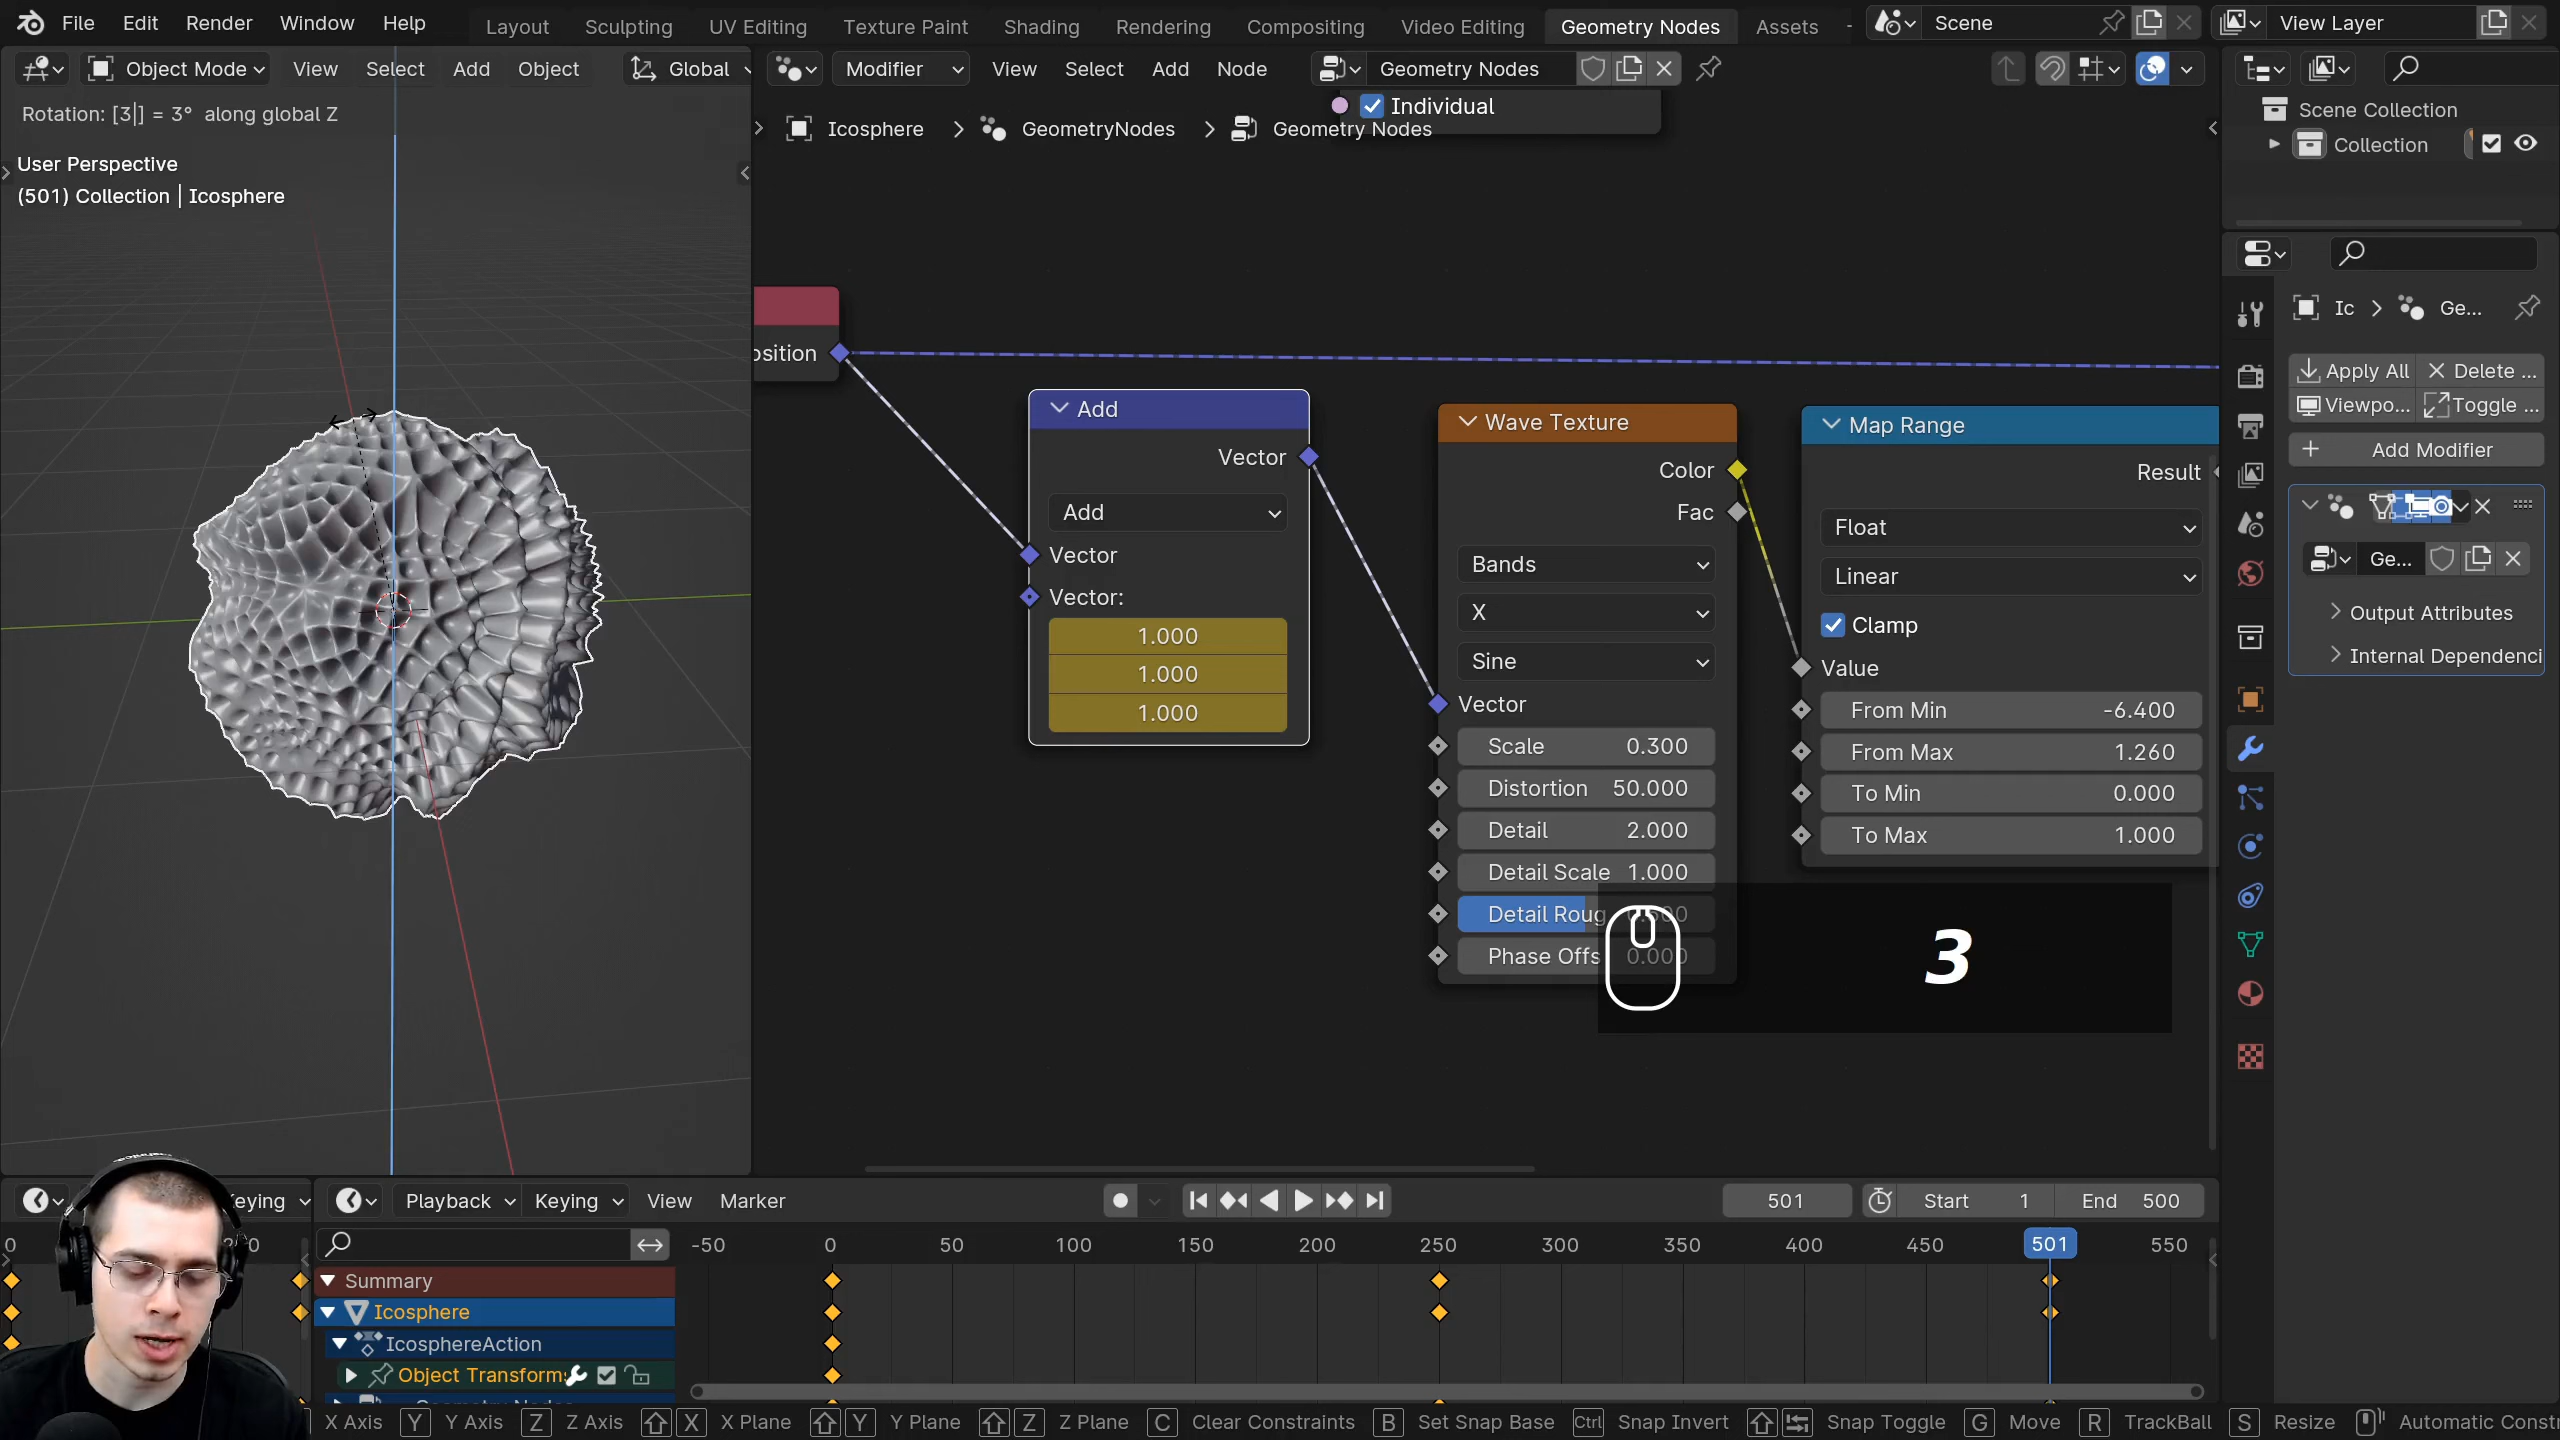 File Edit Render Window Help Layout Sculpting UV Editing Texture Paint Shading Rendering Compositing Video Editing Geometry Nodes Assets Scene View Layer
Object Mode View Select Add Object Global Modifier View Select Add Node Geometry Nodes
Rotation: [3|] = 3° along global Z
Individual
Icosphere > GeometryNodes > Geometry Nodes
User Perspective
(501) Collection | Icosphere
Scene Collection
Collection
Ic > Ge...
Apply All Delete ...
Viewpo... Toggle ...
Add Modifier
Ge...
Output Attributes
Internal Dependenci
osition
Add
Vector
Add
Vector
Vector:
1.000
1.000
1.000
Wave Texture
Color
Fac
Bands
X
Sine
Vector
Scale 0.300
Distortion 50.000
Detail 2.000
Detail Scale 1.000
Detail Roug
Phase Offs 0.000
Map Range
Result
Float
Linear
Clamp
Value
From Min -6.400
From Max 1.260
To Min 0.000
To Max 1.000
3
Keying Playback Keying View Marker 501 Start 1 End 500
0 -50 0 50 100 150 200 250 300 350 400 450 501 550
Summary
Icosphere
IcosphereAction
Object Transform
X Axis Y Y Axis Z Z Axis X X Plane Y Y Plane Z Z Plane C Clear Constraints B Set Snap Base Ctrl Snap Invert Snap Toggle G Move R TrackBall S Resize Automatic Const